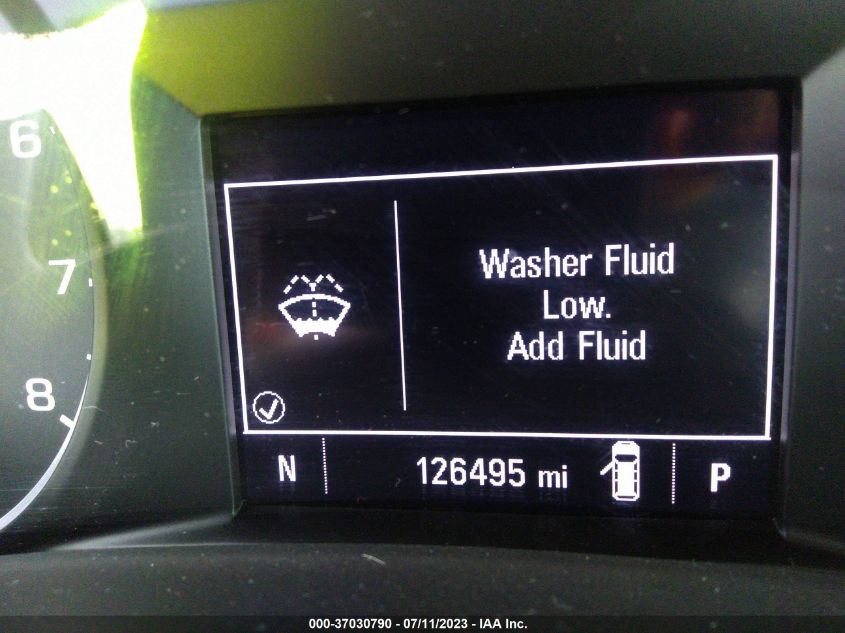 6
7
8
Washer Fluid
Low.
Add Fluid
N 126495 mi P
000-37030790 - 07/11/2023 - IAA Inc.